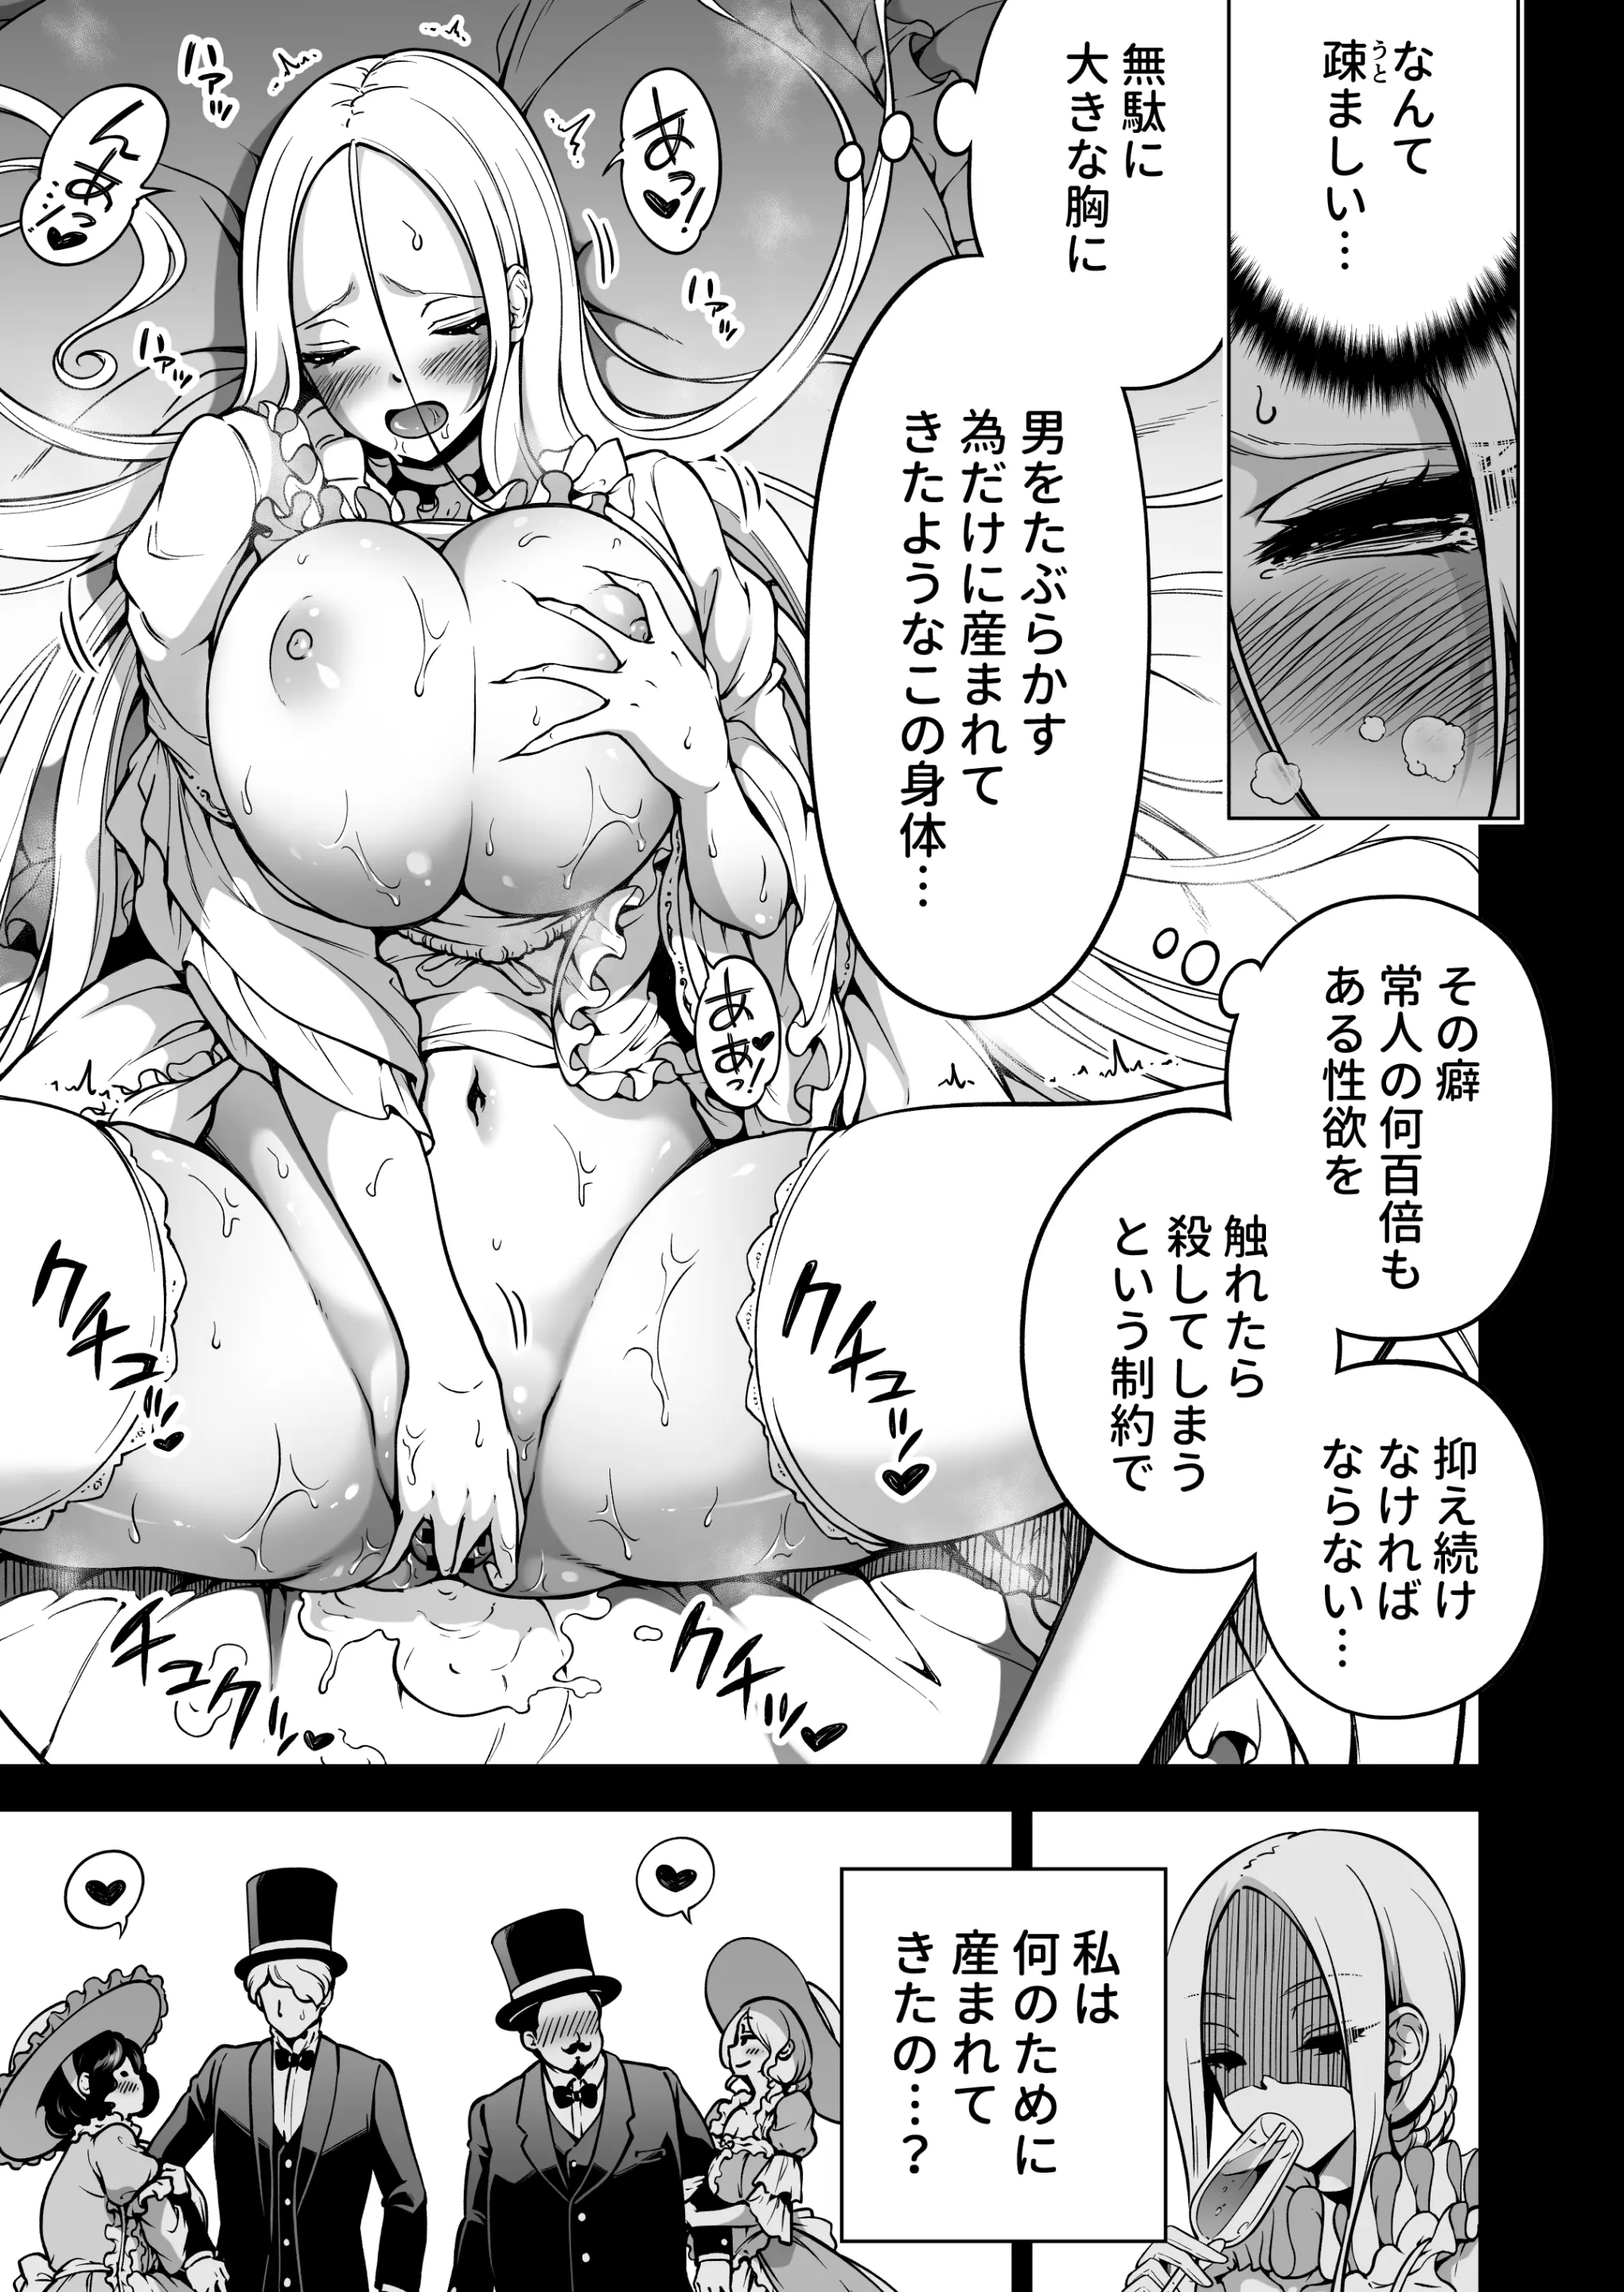 なんて
疎ましい…
うと
無駄に
大きな胸に
男をたぶらかす
為だけに産まれて
きたようなこの身体…
あっ♥!
んあっ♥
ハァッ
ハァッ
ハァッ
ああっ♥!
その癖
常人の何百倍も
ある性欲を
触れたら
殺してしまう
という制約で
抑え続け
なければ
ならない…
クチュッ♥
クチュッ♥
クチッ♥
チュクッ♥
私は
何のために
産まれて
きたの…?